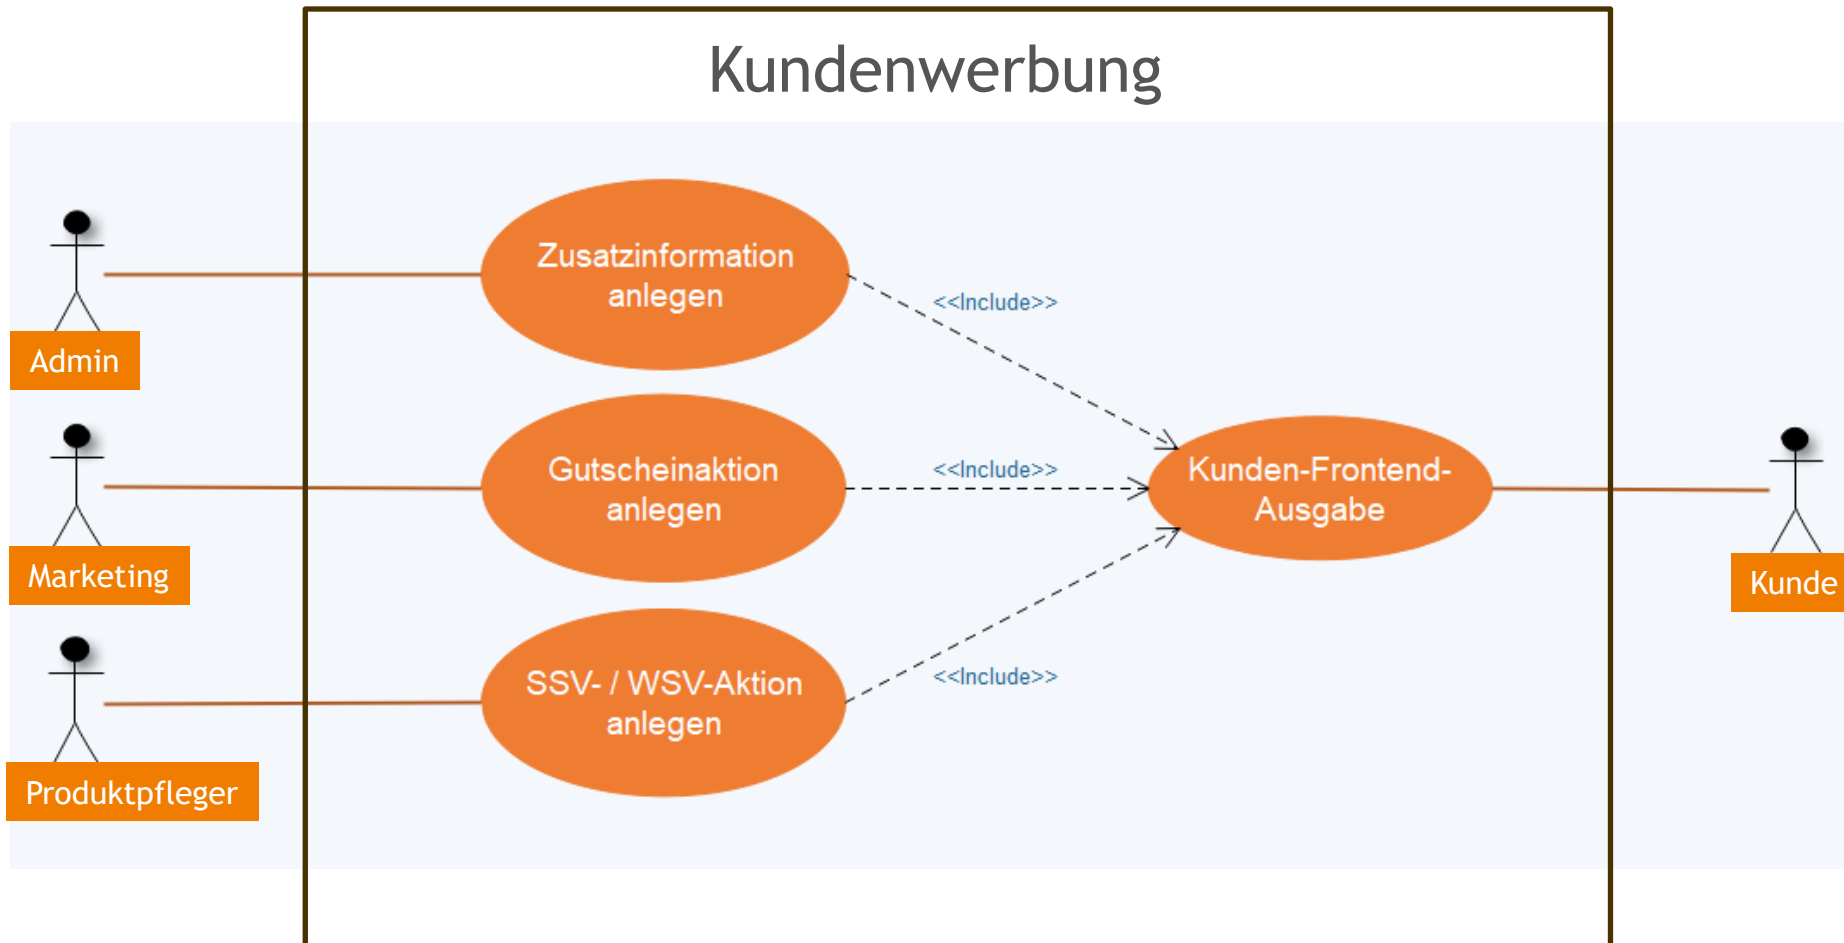 Kundenwerbung
Zusatzinformation
anlegen
<<Include>>
Admin
Gutscheinaktion
anlegen
<<Include>>
Kunden-Frontend-
Ausgabe
Marketing
Kunde
SSV- / WSV-Aktion
anlegen
<<Include>>
Produktpfleger